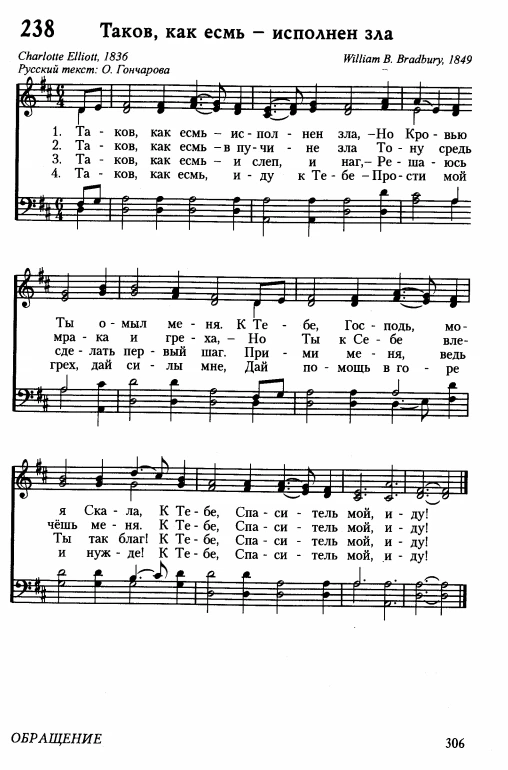 238 Таков, как есмь – исполнен зла
Charlotte Elliott, 1836 William B. Bradbury, 1849
Русский текст: О. Гончарова
1. Та - ков, как есмь – ис - пол - нен зла, – Но Кро - вью
2. Та - ков, как есмь – в пу - чи - не зла То - ну средь
3. Та - ков, как есмь – и слеп, и наг, – Ре - ша - юсь
4. Та - ков, как есмь, и - ду к Те - бе – Про - сти мой
Ты о - мыл ме - ня. К Те - бе, Гос - подь, мо -
мра - ка и гре - ха, – Но Ты к Се - бе вле -
сде - лать пер - вый шаг. При - ми ме - ня, ведь
грех, дай си - лы мне, Дай по - мощь в го - ре
я Ска - ла, К Те - бе, Спа - си - тель мой, и - ду!
чёшь ме - ня. К Те - бе, Спа - си - тель мой, и - ду!
Ты так благ! К Те - бе, Спа - си - тель мой, и - ду!
и нуж - де! К Те - бе, Спа - си - тель мой, и - ду!
ОБРАЩЕНИЕ 306